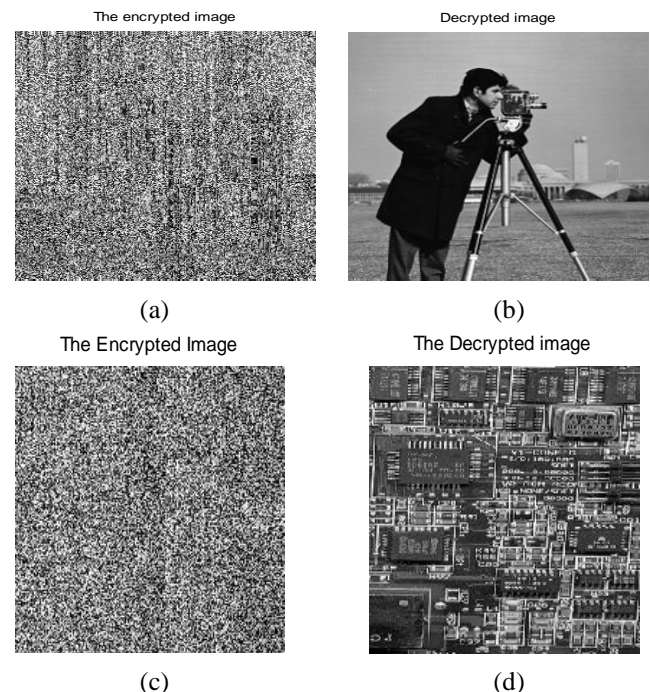 The encrypted image
Decrypted image
(a)
(b)
The Encrypted Image
The Decrypted image
(c)
(d)